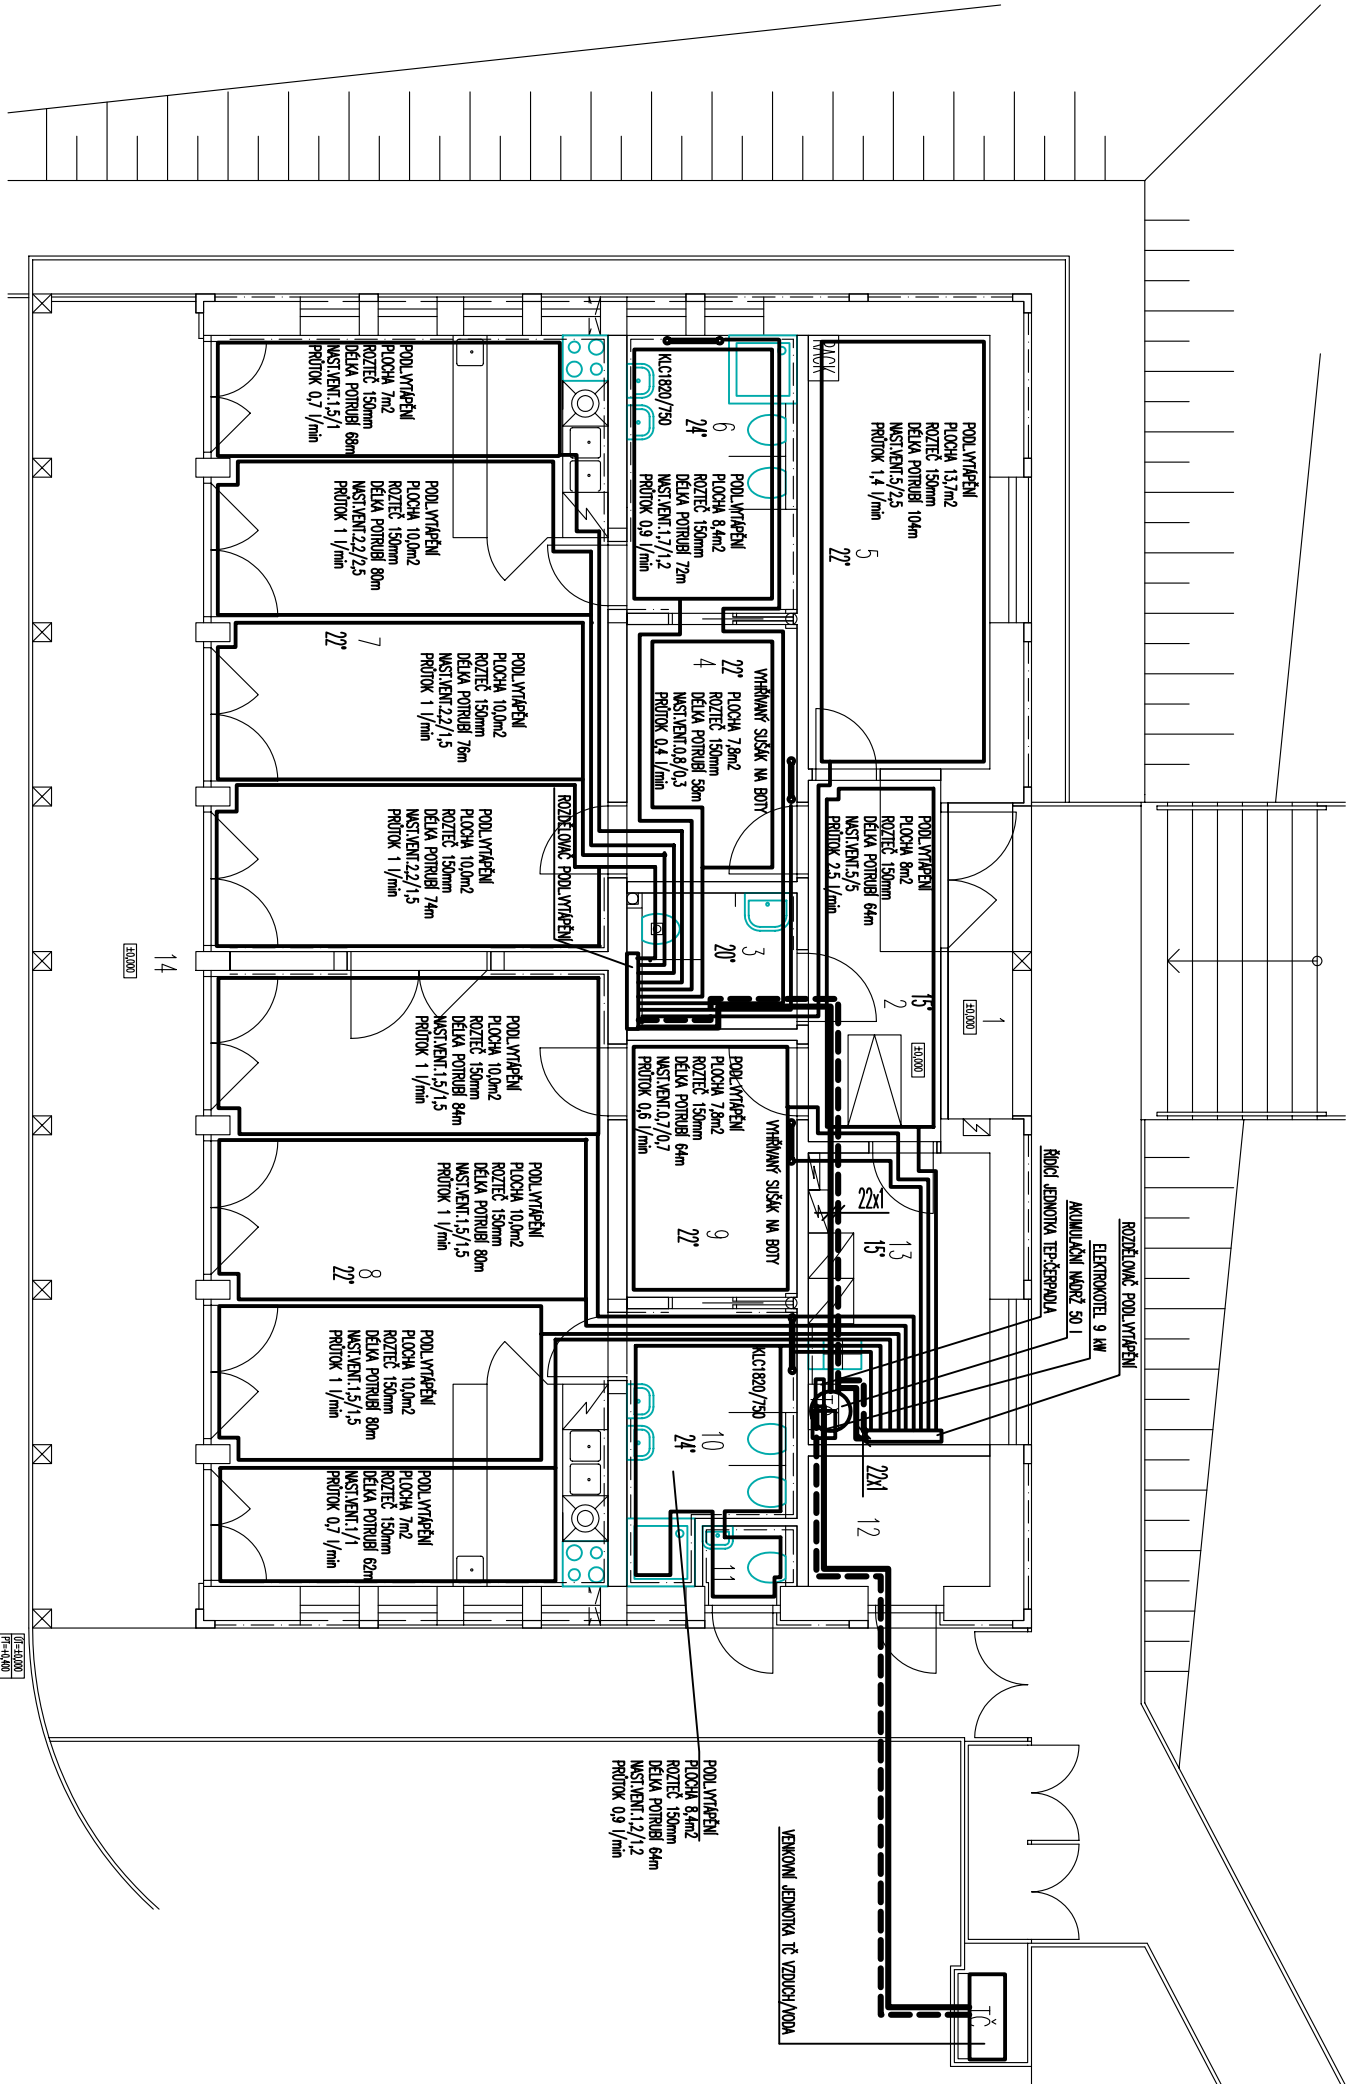 PODL.VYTÁPĚNÍ
PLOCHA 13,7m2
ROZTEČ 150mm
DÉLKA POTRUBÍ 104m
NAST.VENT.5/2,5
PRŮTOK 1,4 l/min
RACK
5
22°
PODL.VYTÁPĚNÍ
PLOCHA 8m2
ROZTEČ 150mm
DÉLKA POTRUBÍ 64m
NAST.VENT.5/5
PRŮTOK 2,5 l/min
15°
2
±0,000
1
±0,000
ŘÍDÍCÍ JEDNOTKA TEP.ČERPADLA
AKUMULAČNÍ NÁDRŽ 50 l
ELEKTROKOTEL 9 kW
ROZDĚLOVAČ PODL.VYTÁPĚNÍ
22x1
13
15°
22x1
12
KLC1820/750
6
24°
PODL.VYTÁPĚNÍ
PLOCHA 8,4m2
ROZTEČ 150mm
DÉLKA POTRUBÍ 72m
NAST.VENT.1,7/1,2
PRŮTOK 0,9 l/min
VYHŘÍVANÝ SUŠÁK NA BOTY
4
22°
PLOCHA 7,8m2
ROZTEČ 150mm
DÉLKA POTRUBÍ 58m
NAST.VENT.0,8/0,3
PRŮTOK 0,4 l/min
3
20°
PODL.VYTÁPĚNÍ
PLOCHA 7,8m2
ROZTEČ 150mm
DÉLKA POTRUBÍ 64m
NAST.VENT.0,7/0,7
PRŮTOK 0,6 l/min
VYHŘÍVANÝ SUŠÁK NA BOTY
9
22°
KLC1820/750
10
24°
11
PODL.VYTÁPĚNÍ
PLOCHA 8,4m2
ROZTEČ 150mm
DÉLKA POTRUBÍ 64m
NAST.VENT.1,2/1,2
PRŮTOK 0,9 l/min
VENKOVNÍ JEDNOTKA TČ VZDUCH/VODA
TČ
PODL.VYTÁPĚNÍ
PLOCHA 7m2
ROZTEČ 150mm
DÉLKA POTRUBÍ 68m
NAST.VENT.1,5/1
PRŮTOK 0,7 l/min
PODL.VYTÁPĚNÍ
PLOCHA 10,0m2
ROZTEČ 150mm
DÉLKA POTRUBÍ 80m
NAST.VENT.2,2/2,5
PRŮTOK 1 l/min
7
22°
PODL.VYTÁPĚNÍ
PLOCHA 10,0m2
ROZTEČ 150mm
DÉLKA POTRUBÍ 76m
NAST.VENT.2,2/1,5
PRŮTOK 1 l/min
ROZDĚLOVAČ PODL.VYTÁPĚNÍ
PODL.VYTÁPĚNÍ
PLOCHA 10,0m2
ROZTEČ 150mm
DÉLKA POTRUBÍ 74m
NAST.VENT.2,2/1,5
PRŮTOK 1 l/min
14
±0,000
PODL.VYTÁPĚNÍ
PLOCHA 10,0m2
ROZTEČ 150mm
DÉLKA POTRUBÍ 84m
NAST.VENT.1,5/1,5
PRŮTOK 1 l/min
PODL.VYTÁPĚNÍ
PLOCHA 10,0m2
ROZTEČ 150mm
DÉLKA POTRUBÍ 80m
NAST.VENT.1,5/1,5
PRŮTOK 1 l/min
8
22°
PODL.VYTÁPĚNÍ
PLOCHA 10,0m2
ROZTEČ 150mm
DÉLKA POTRUBÍ 80m
NAST.VENT.1,5/1,5
PRŮTOK 1 l/min
PODL.VYTÁPĚNÍ
PLOCHA 7m2
ROZTEČ 150mm
DÉLKA POTRUBÍ 62m
NAST.VENT.1/1
PRŮTOK 0,7 l/min